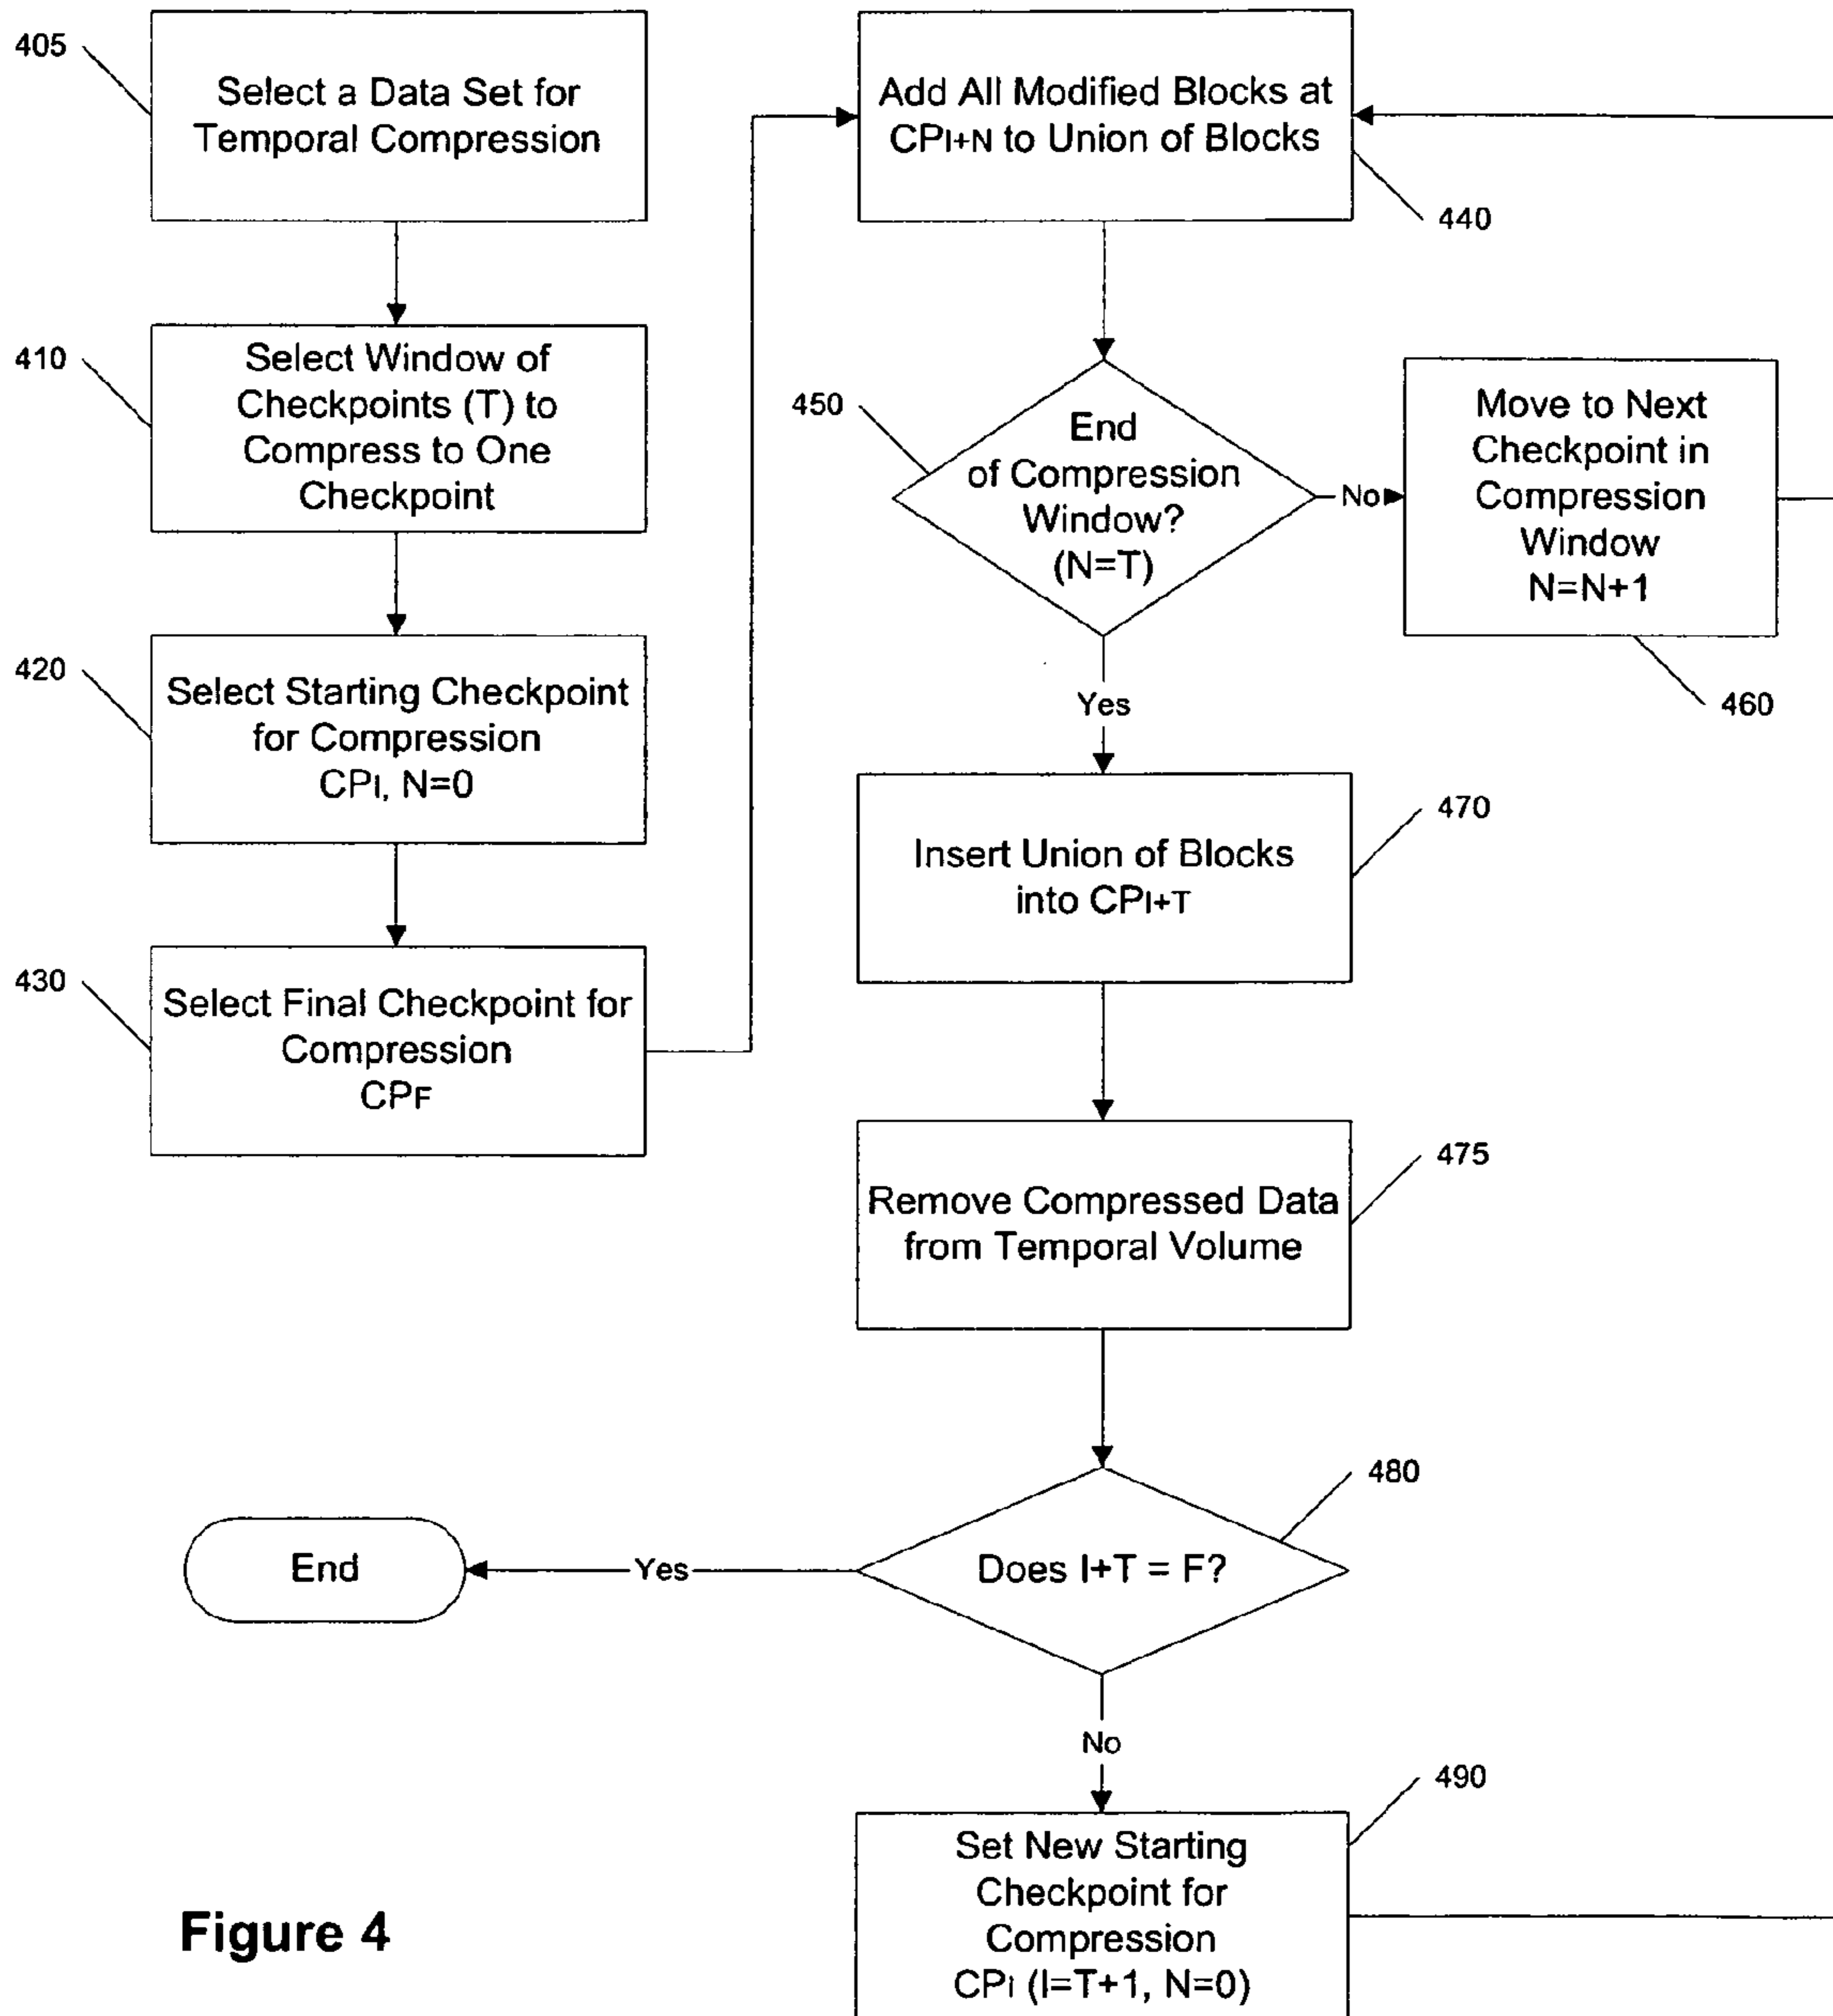 405
Select a Data Set for
Temporal Compression
410
Select Window of
Checkpoints (T) to
Compress to One
Checkpoint
420
Select Starting Checkpoint
for Compression
CPI, N=0
430
Select Final Checkpoint for
Compression
CPF
Add All Modified Blocks at
CPI+N to Union of Blocks
440
450
End
of Compression
Window?
(N=T)
No
Move to Next
Checkpoint in
Compression
Window
N=N+1
460
Yes
Insert Union of Blocks
into CPI+T
470
Remove Compressed Data
from Temporal Volume
475
Does I+T = F?
480
Yes
End
No
Set New Starting
Checkpoint for
Compression
CPI (I=T+1, N=0)
490
Figure 4